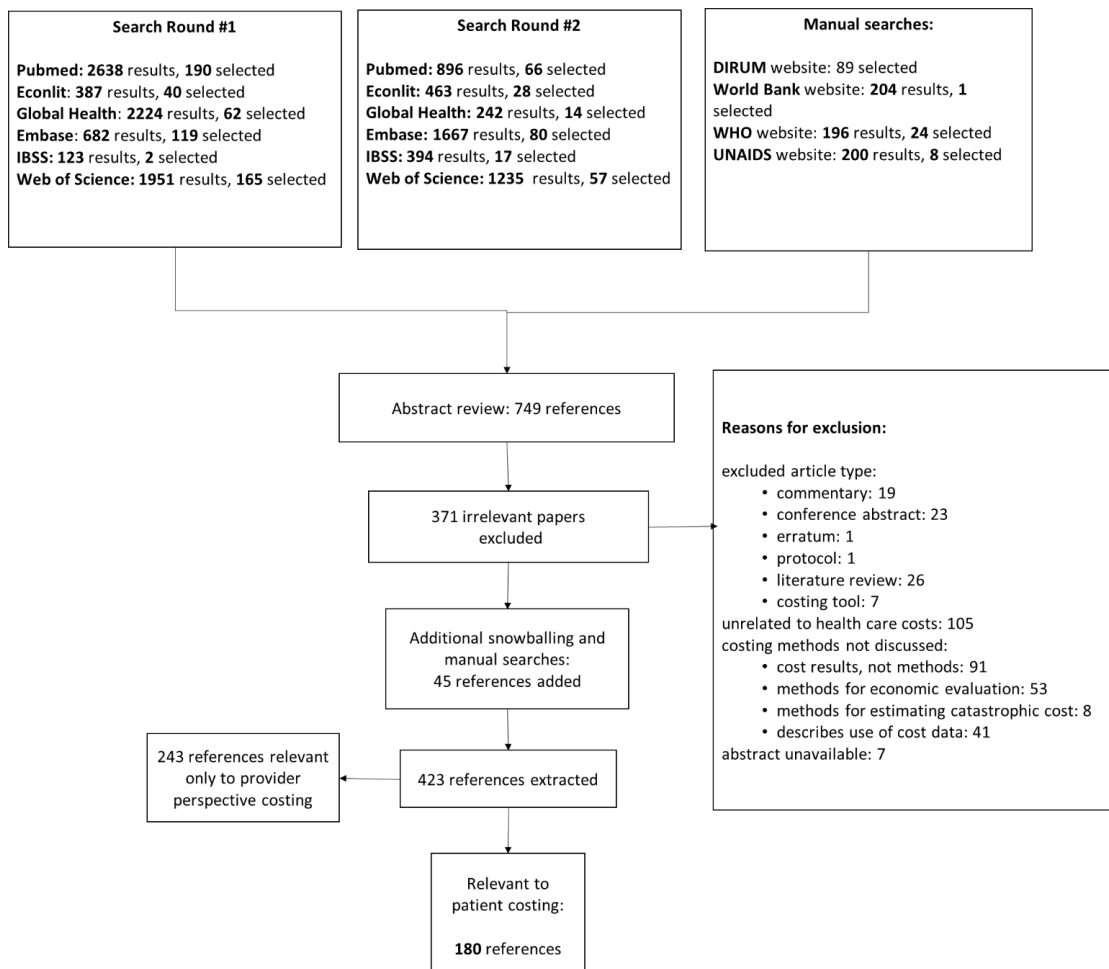 Search Round #1
Pubmed: 2638 results, 190 selected
Econlit: 387 results, 40 selected
Global Health: 2224 results, 62 selected
Embase: 682 results, 119 selected
IBSS: 123 results, 2 selected
Web of Science: 1951 results, 165 selected
Search Round #2
Pubmed: 896 results, 66 selected
Econlit: 463 results, 28 selected
Global Health: 242 results, 14 selected
Embase: 1667 results, 80 selected
IBSS: 394 results, 17 selected
Web of Science: 1235 results, 57 selected
Manual searches:
DIRUM website: 89 selected
World Bank website: 204 results, 1
selected
WHO website: 196 results, 24 selected
UNAIDS website: 200 results, 8 selected
Abstract review: 749 references
371 irrelevant papers
excluded
Reasons for exclusion:
excluded article type:
• commentary: 19
• conference abstract: 23
• erratum: 1
• protocol: 1
• literature review: 26
• costing tool: 7
unrelated to health care costs: 105
costing methods not discussed:
• cost results, not methods: 91
• methods for economic evaluation: 53
• methods for estimating catastrophic cost: 8
• describes use of cost data: 41
abstract unavailable: 7
Additional snowballing and
manual searches:
45 references added
423 references extracted
243 references relevant
only to provider
perspective costing
Relevant to
patient costing:
180 references